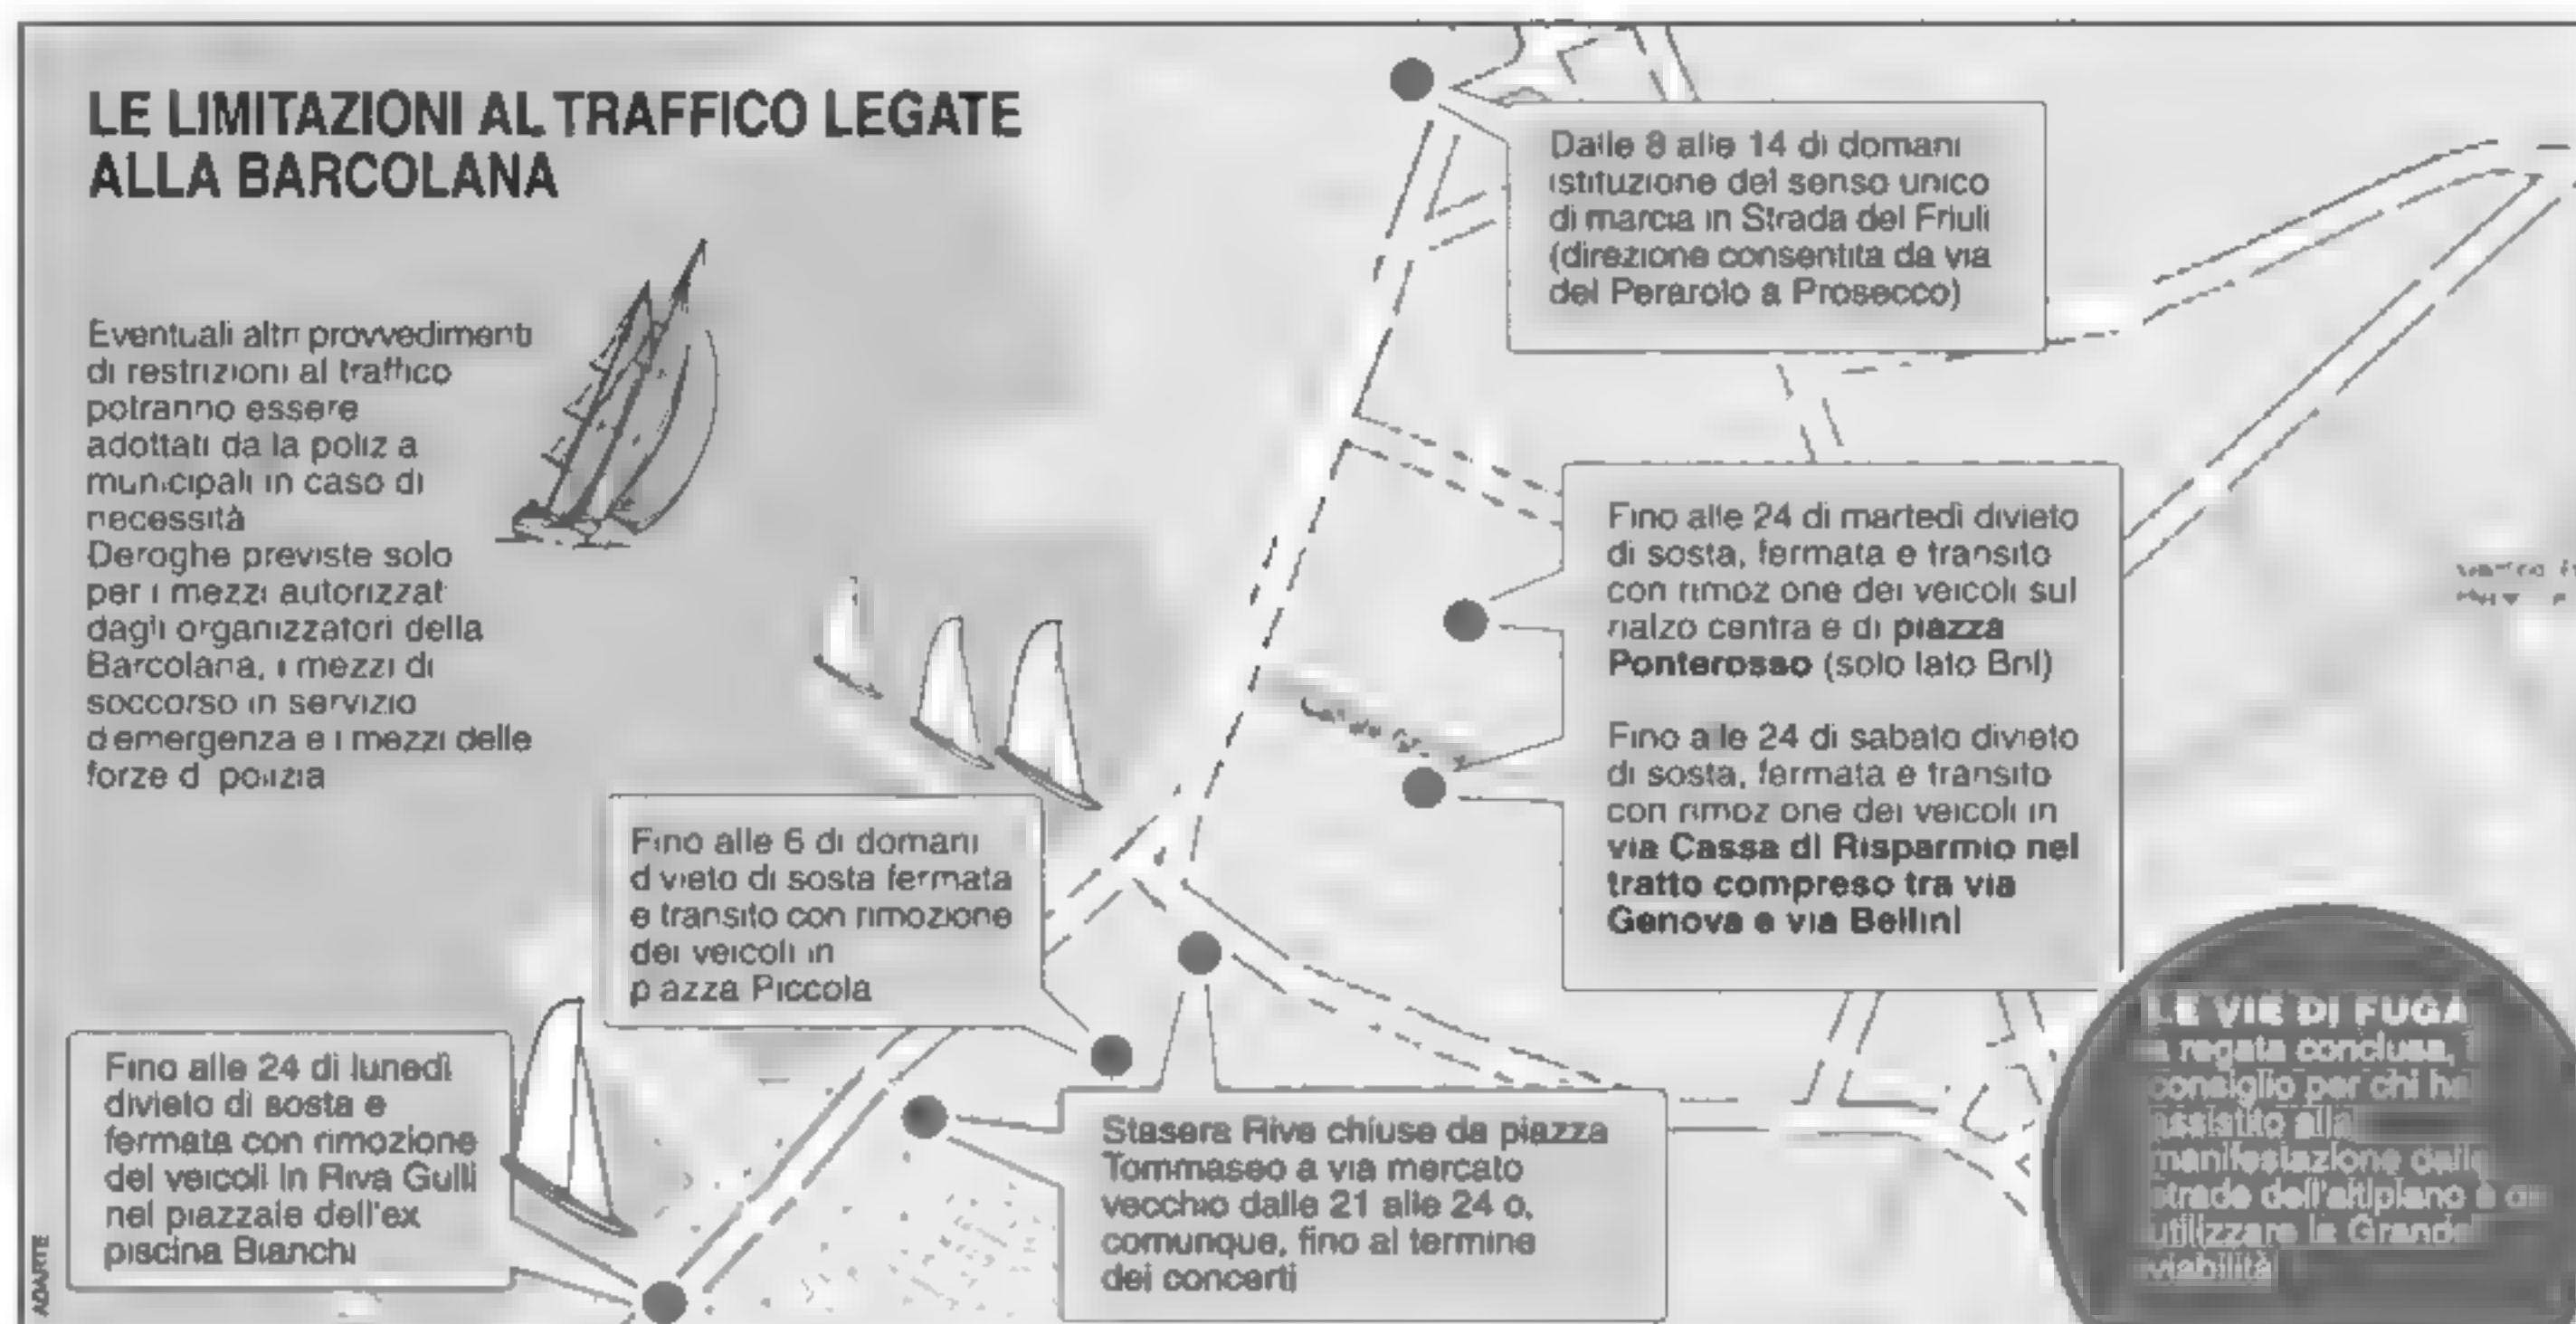 LE LIMITAZIONI AL TRAFFICO LEGATE
ALLA BARCOLANA
Eventuali altri provvedimenti
di restrizioni al traffico
potranno essere
adottati dalla polizia
municipali in caso di
necessità
Deroghe previste solo
per i mezzi autorizzati
dagli organizzatori della
Barcolana, i mezzi di
soccorso in servizio
d'emergenza e i mezzi delle
forze di polizia
Dalle 8 alle 14 di domani
istituzione del senso unico
di marcia in Strada del Friuli
(direzione consentita da via
del Perarolo a Prosecco)
Fino alle 24 di martedì divieto
di sosta, fermata e transito
con rimozione dei veicoli sul
rialzo centrale di piazza
Ponterosso (solo lato Bnl)
Fino alle 24 di sabato divieto
di sosta, fermata e transito
con rimozione dei veicoli in
via Cassa di Risparmio nel
tratto compreso tra via
Genova e via Bellini
Fino alle 6 di domani
divieto di sosta fermata
e transito con rimozione
dei veicoli in
piazza Piccola
Fino alle 24 di lunedì
divieto di sosta e
fermata con rimozione
dei veicoli in Riva Gulli
nel piazzale dell'ex
piscina Bianchi
Stasera Rive chiuse da piazza
Tommaseo a via mercato
vecchio dalle 21 alle 24 o,
comunque, fino al termine
dei concerti
LE VIE DI FUGA
a regata conclusa,
consiglio per chi ha
assistito alla
manifestazione dalle
strade dell'altipiano è
utilizzare la Grande
viabilità
ADARTE